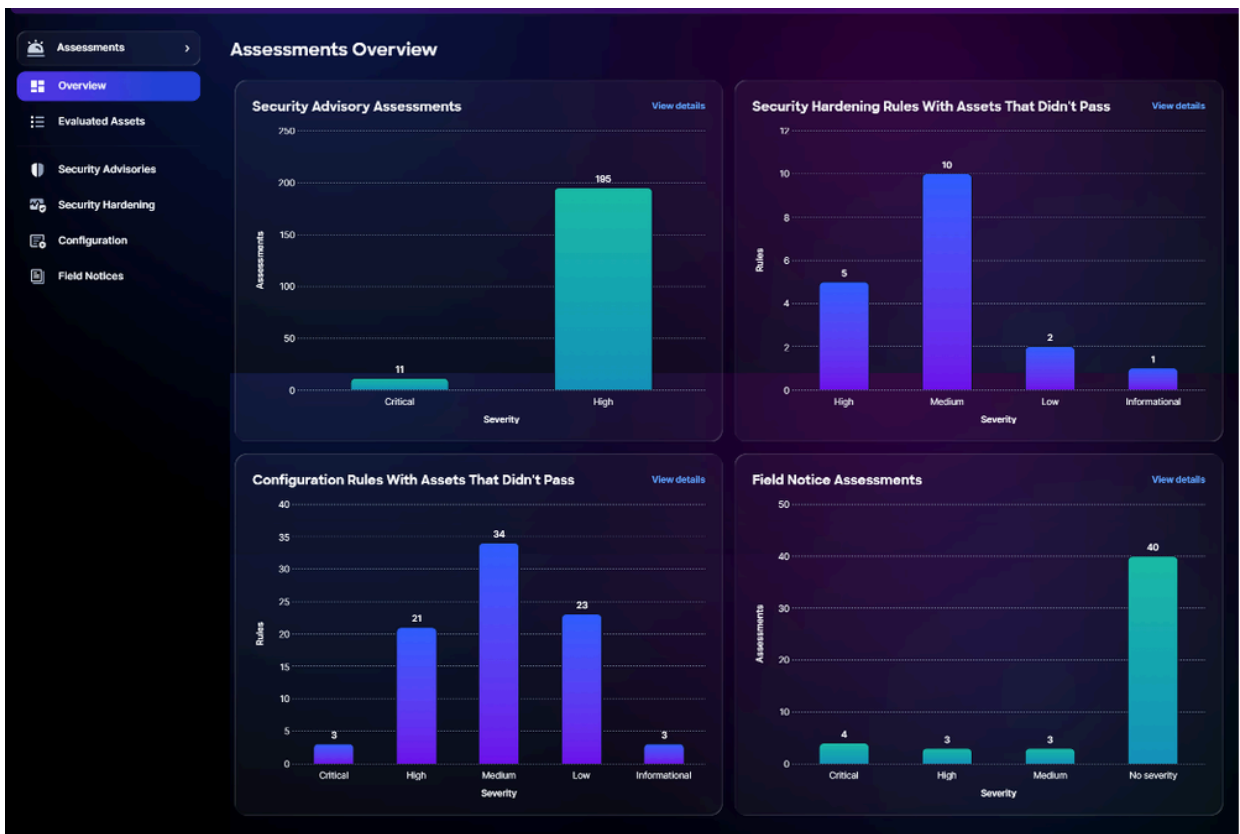 Assessments
Overview
Evaluated Assets
Security Advisories
Security Hardening
Configuration
Field Notices
Assessments Overview
Security Advisory Assessments View details
250
200
150
100
50
0
Assessments
11
195
Critical High
Severity
Security Hardening Rules With Assets That Didn't Pass View details
12
10
8
6
4
2
0
Rules
5
10
2
1
High Medium Low Informational
Severity
Configuration Rules With Assets That Didn't Pass View details
40
35
30
25
20
15
10
5
0
Rules
3
21
34
23
3
Critical High Medium Low Informational
Severity
Field Notice Assessments View details
50
40
30
20
10
0
Assessments
4
3
3
40
Critical High Medium No severity
Severity